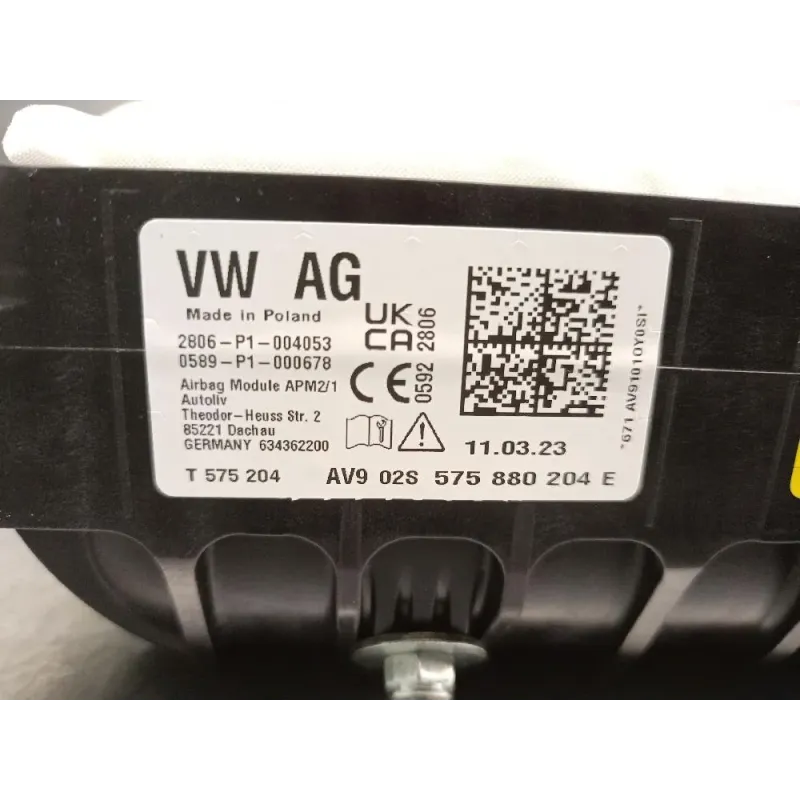 VW AG
Made in Poland
2806-P1-004053
0589-P1-000678
UK
CA
2806
CE
0592
Airbag Module APM2/1
Autoliv
Theodor-Heuss Str. 2
85221 Dachau
GERMANY 634362200
11.03.23
T 575 204
AV9 02S 575 880 204 E
*671 AV91010Y0SI*